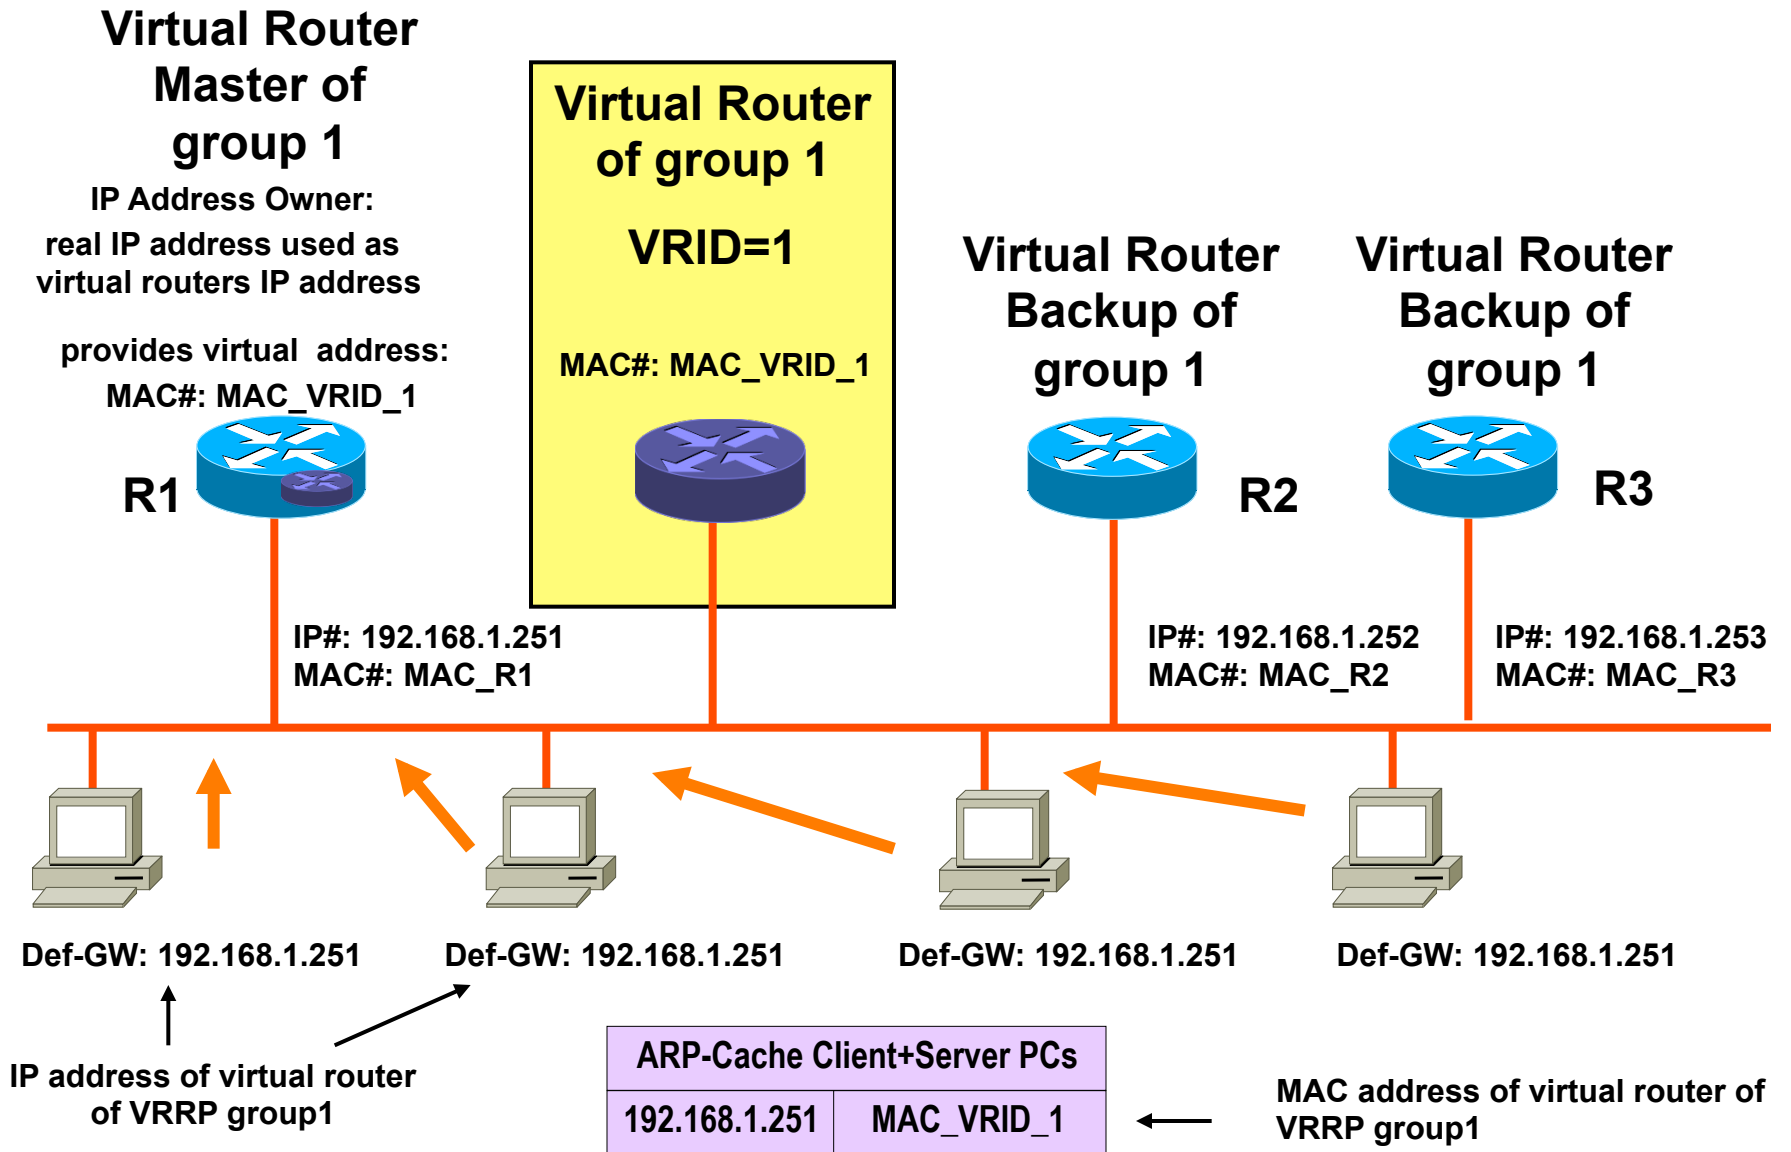 Virtual Router
Master of
group 1
IP Address Owner:
real IP address used as
virtual routers IP address
provides virtual address:
MAC#: MAC_VRID_1
R1
Virtual Router
of group 1
VRID=1
MAC#: MAC_VRID_1
Virtual Router
Backup of
group 1
R2
Virtual Router
Backup of
group 1
R3
IP#: 192.168.1.251
MAC#: MAC_R1
IP#: 192.168.1.252
MAC#: MAC_R2
IP#: 192.168.1.253
MAC#: MAC_R3
Def-GW: 192.168.1.251
Def-GW: 192.168.1.251
Def-GW: 192.168.1.251
Def-GW: 192.168.1.251
IP address of virtual router
of VRRP group1
ARP-Cache Client+Server PCs
192.168.1.251 MAC_VRID_1
MAC address of virtual router of
VRRP group1